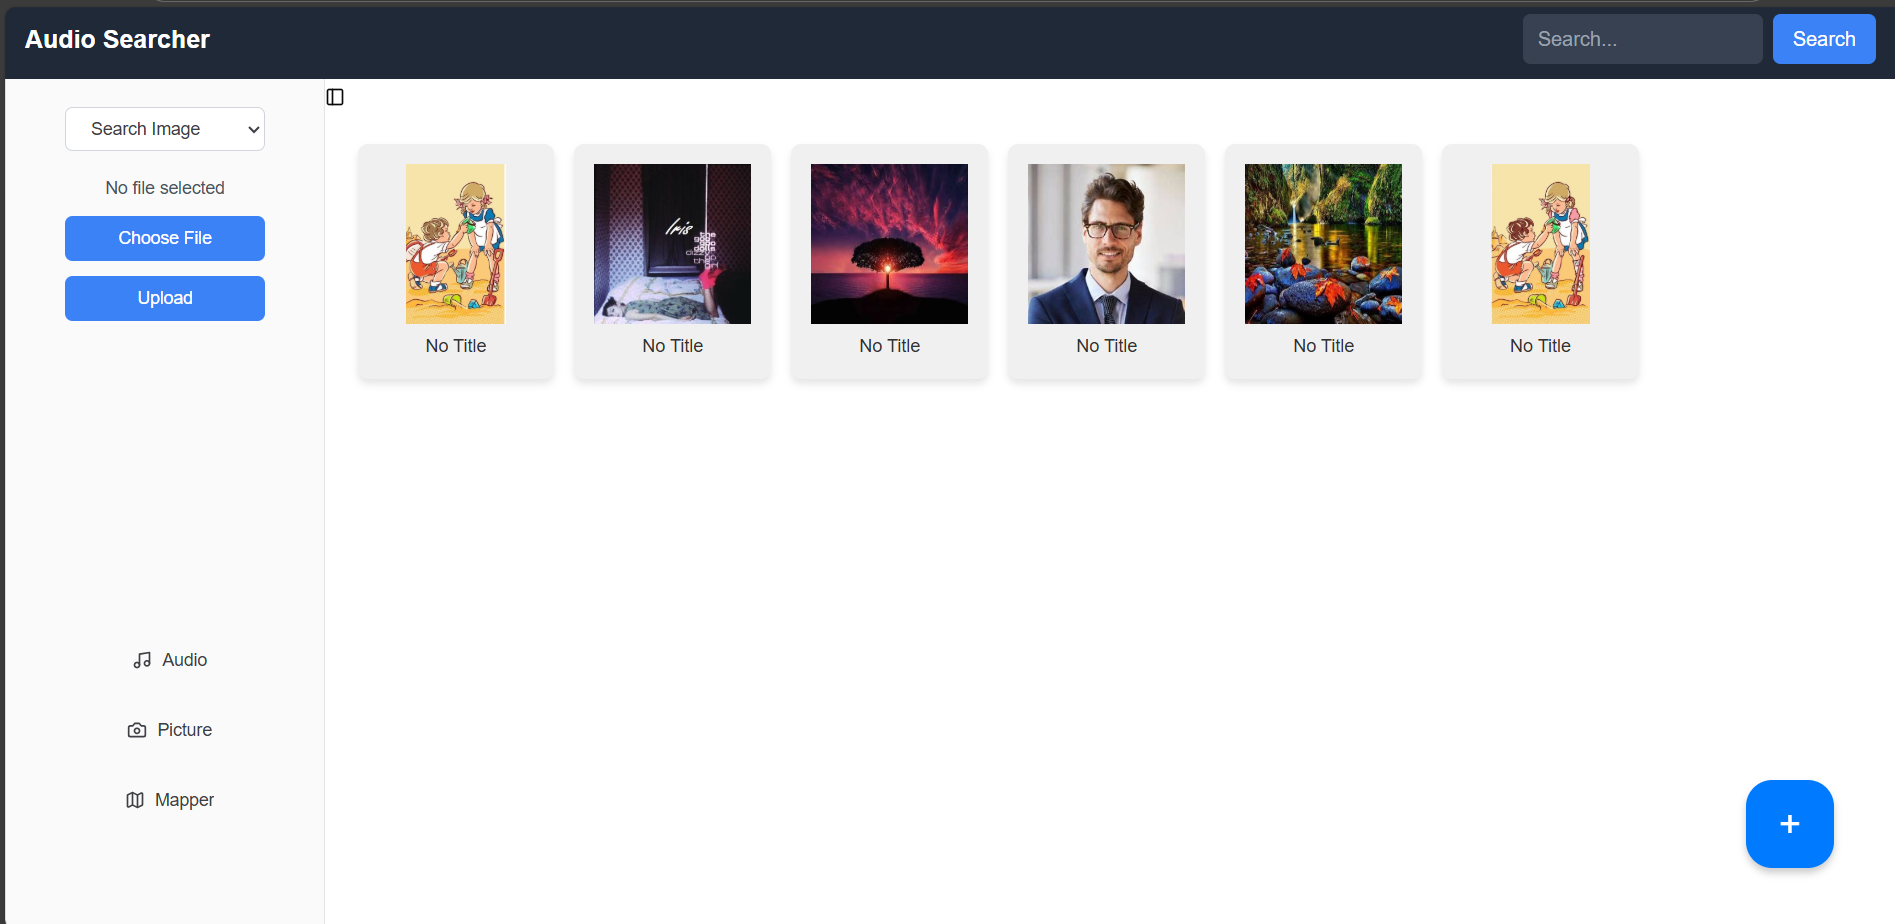 Audio Searcher
Search...
Search
Search Image
No file selected
Choose File
Upload
Audio
Picture
Mapper
Iris
No Title
No Title
No Title
No Title
No Title
No Title
+